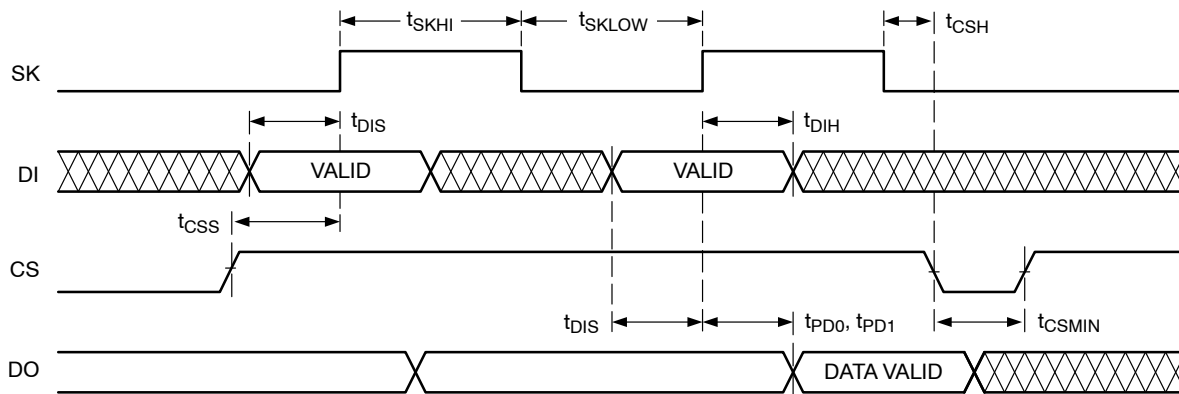 tSKHI tSKLOW tCSH
SK
tDIS tDIH
DI VALID VALID
tCSS
CS
tDIS tPD0, tPD1 tCSMIN
DO DATA VALID